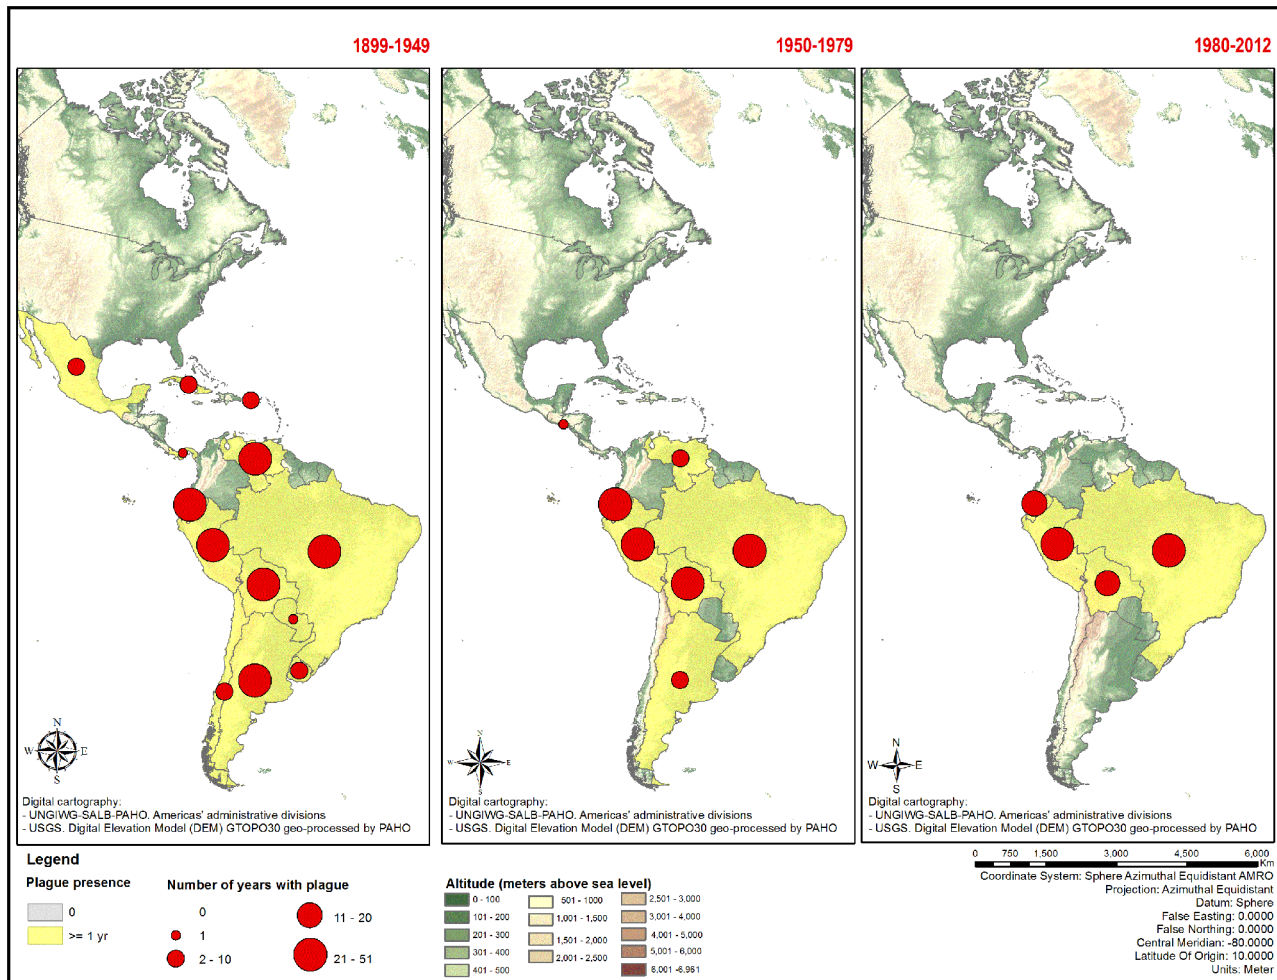 1899-1949
1950-1979
1980-2012
N
W E
S
N
W E
S
N
W E
S
Digital cartography:
- UNGIWG-SALB-PAHO. Americas' administrative divisions
- USGS. Digital Elevation Model (DEM) GTOPO30 geo-processed by PAHO
Digital cartography:
- UNGIWG-SALB-PAHO. Americas' administrative divisions
- USGS. Digital Elevation Model (DEM) GTOPO30 geo-processed by PAHO
Digital cartography:
- UNGIWG-SALB-PAHO. Americas' administrative divisions
- USGS. Digital Elevation Model (DEM) GTOPO30 geo-processed by PAHO
Legend
Plague presence
0
>= 1 yr
Number of years with plague
0
1
2 - 10
11 - 20
21 - 51
Altitude (meters above sea level)
0 - 100
101 - 200
201 - 300
301 - 400
401 - 500
501 - 1000
1,001 - 1,500
1,501 - 2,000
2,001 - 2,500
2,501 - 3,000
3,001 - 4,000
4,001 - 5,000
5,001 - 6,000
6,001 - 6,961
0 750 1,500 3,000 4,500 6,000
Km
Coordinate System: Sphere Azimuthal Equidistant AMRO
Projection: Azimuthal Equidistant
Datum: Sphere
False Easting: 0.0000
False Northing: 0.0000
Central Meridian: -80.0000
Latitude Of Origin: 10.0000
Units: Meter